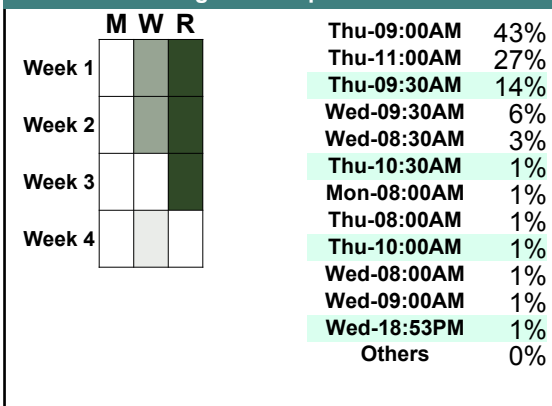 M W R
Week 1
Week 2
Week 3
Week 4
Thu-09:00AM 43%
Thu-11:00AM 27%
Thu-09:30AM 14%
Wed-09:30AM 6%
Wed-08:30AM 3%
Thu-10:30AM 1%
Mon-08:00AM 1%
Thu-08:00AM 1%
Thu-10:00AM 1%
Wed-08:00AM 1%
Wed-09:00AM 1%
Wed-18:53PM 1%
Others 0%